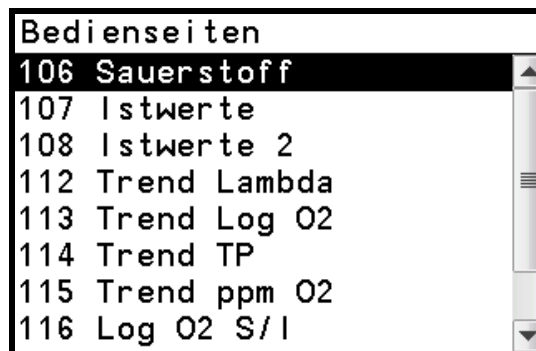 Bedienseiten
106 Sauerstoff
107 Istwerte
108 Istwerte 2
112 Trend Lambda
113 Trend Log O2
114 Trend TP
115 Trend ppm O2
116 Log O2 S/I